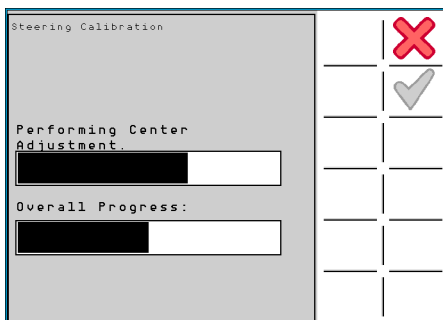 Steering Calibration
Performing Center
Adjustment.
Overall Progress: